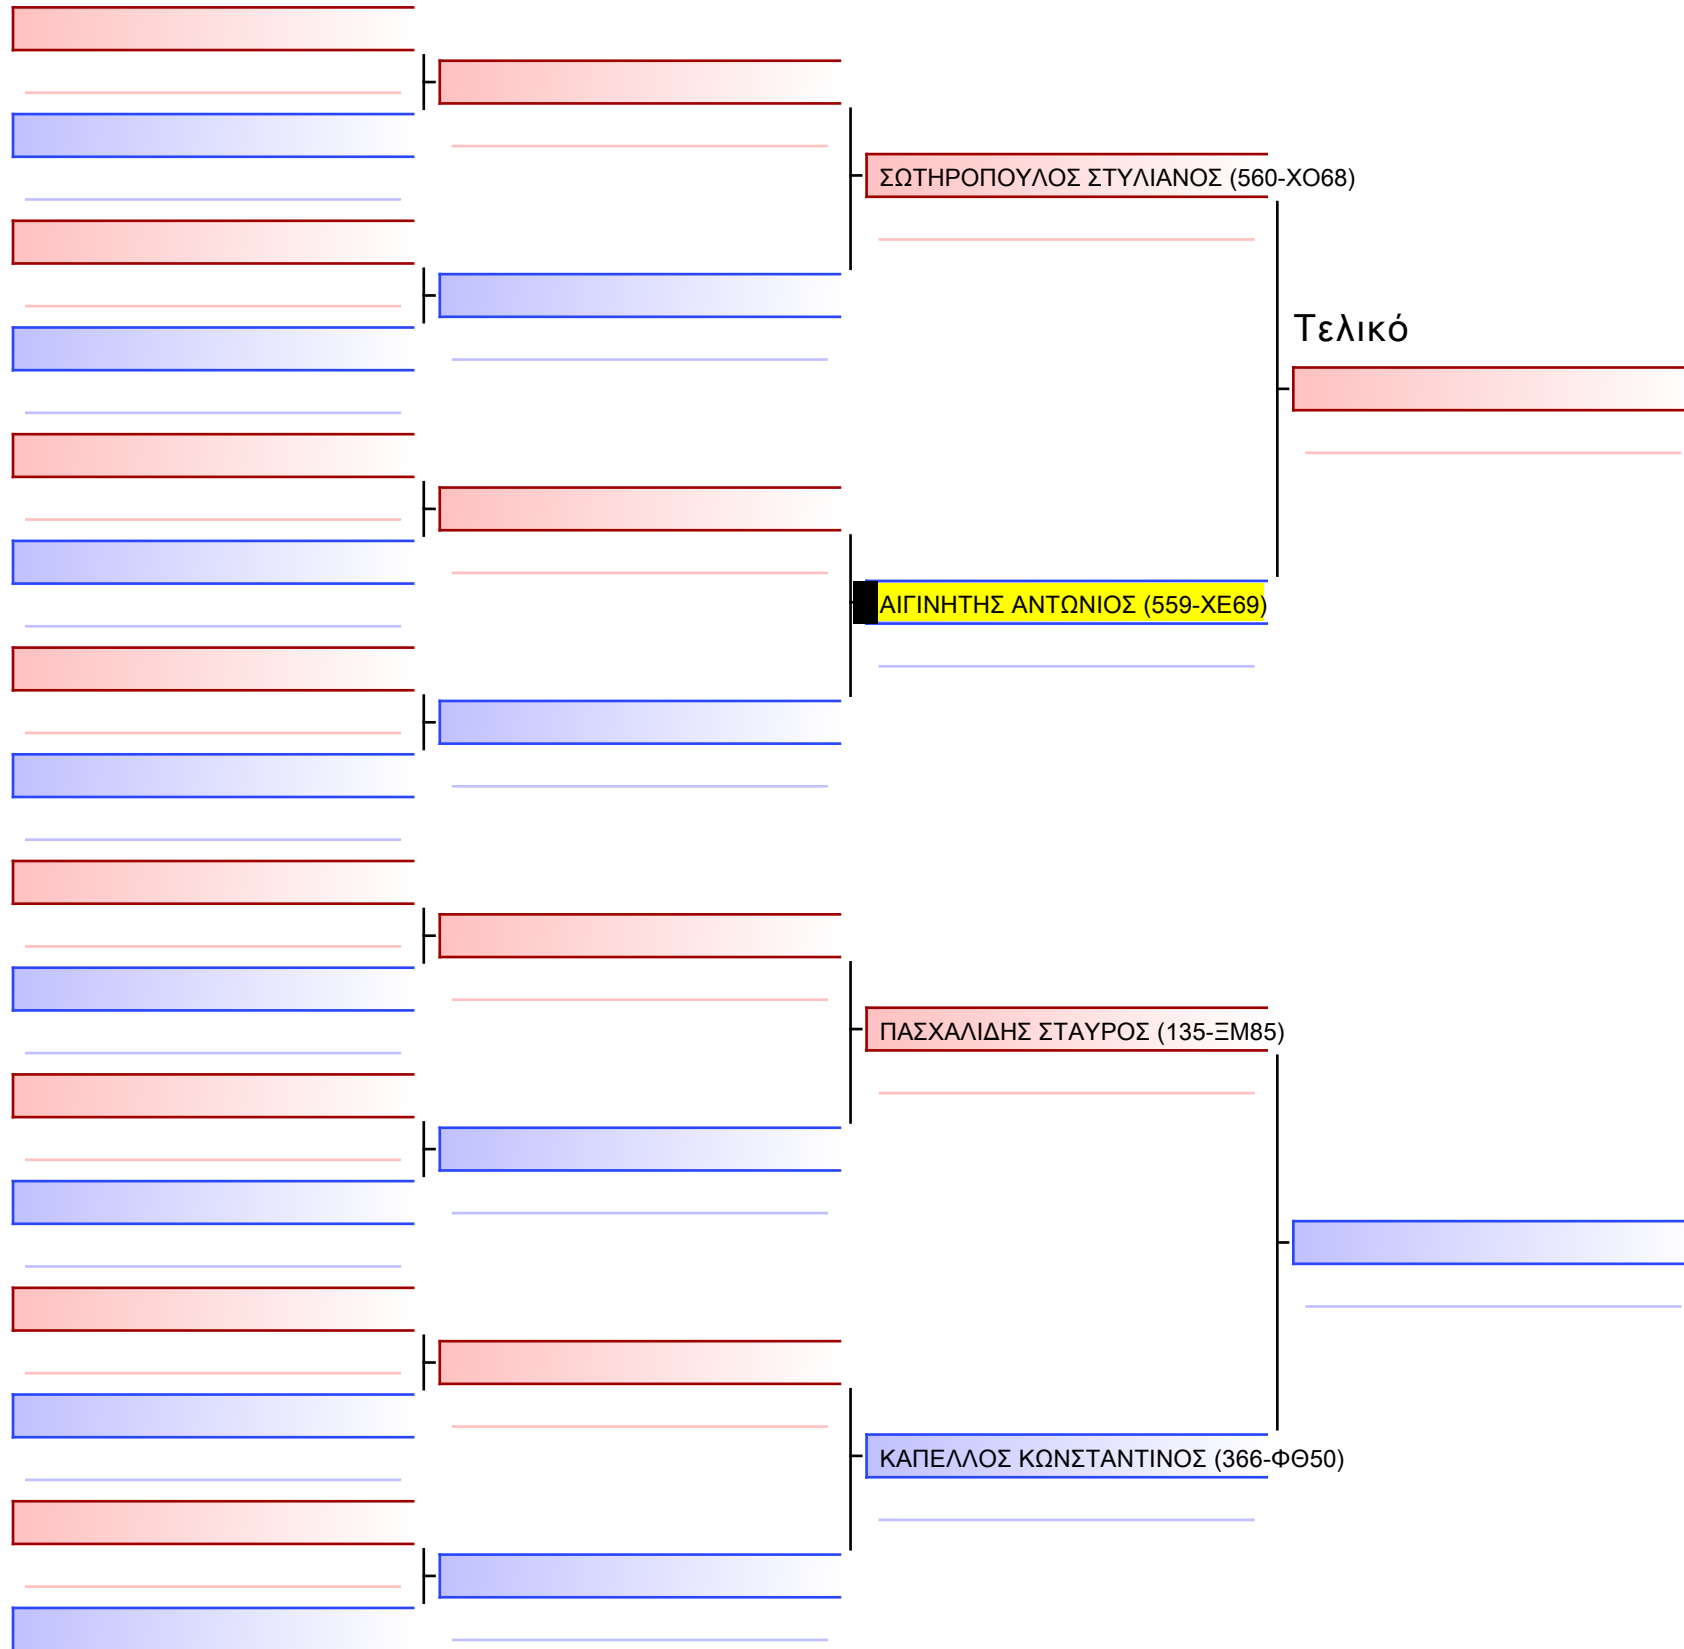 ΣΩΤΗΡΟΠΟΥΛΟΣ ΣΤΥΛΙΑΝΟΣ (560-ΧΟ68)
Τελικό
ΑΙΓΙΝΗΤΗΣ ΑΝΤΩΝΙΟΣ (559-ΧΕ69)
ΠΑΣΧΑΛΙΔΗΣ ΣΤΑΥΡΟΣ (135-ΞΜ85)
ΚΑΠΕΛΛΟΣ ΚΩΝΣΤΑΝΤΙΝΟΣ (366-ΦΘ50)